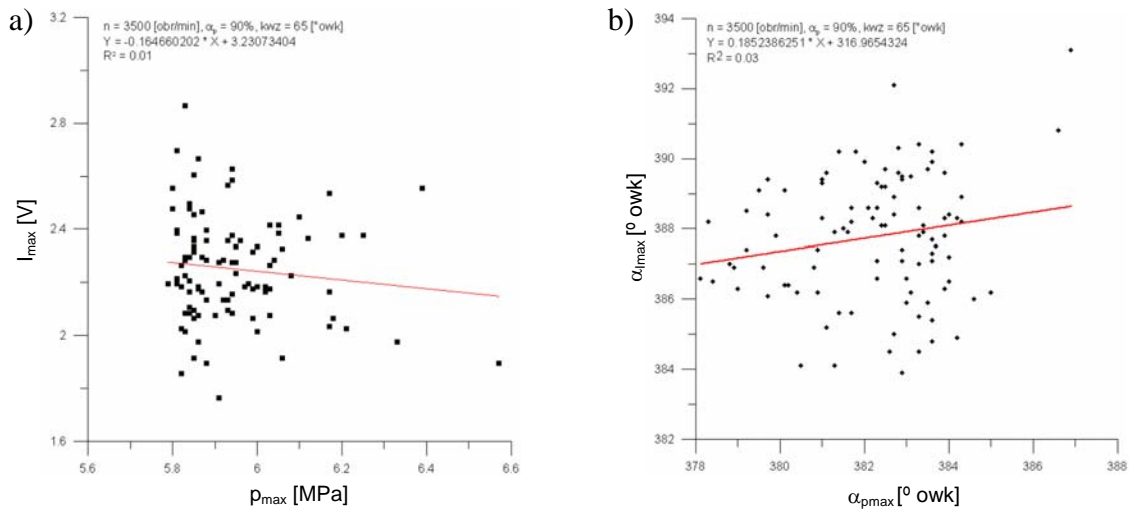 a)
n = 3500 [obr/min], αp = 90%, kwz = 65 [°owk]
Y = -0.164660202 * X + 3.23073404
R² = 0.01
3.2
2.8
2.4
2
1.6
Imax [V]
5.6 5.8 6 6.2 6.4 6.6
pmax [MPa]
b)
n = 3500 [obr/min], αp = 90%, kwz = 65 [°owk]
Y = 0.1852386251 * X + 316.9654324
R2 = 0.03
394
392
390
388
386
384
382
αImax [º owk]
378 380 382 384 386 388
αpmax [º owk]